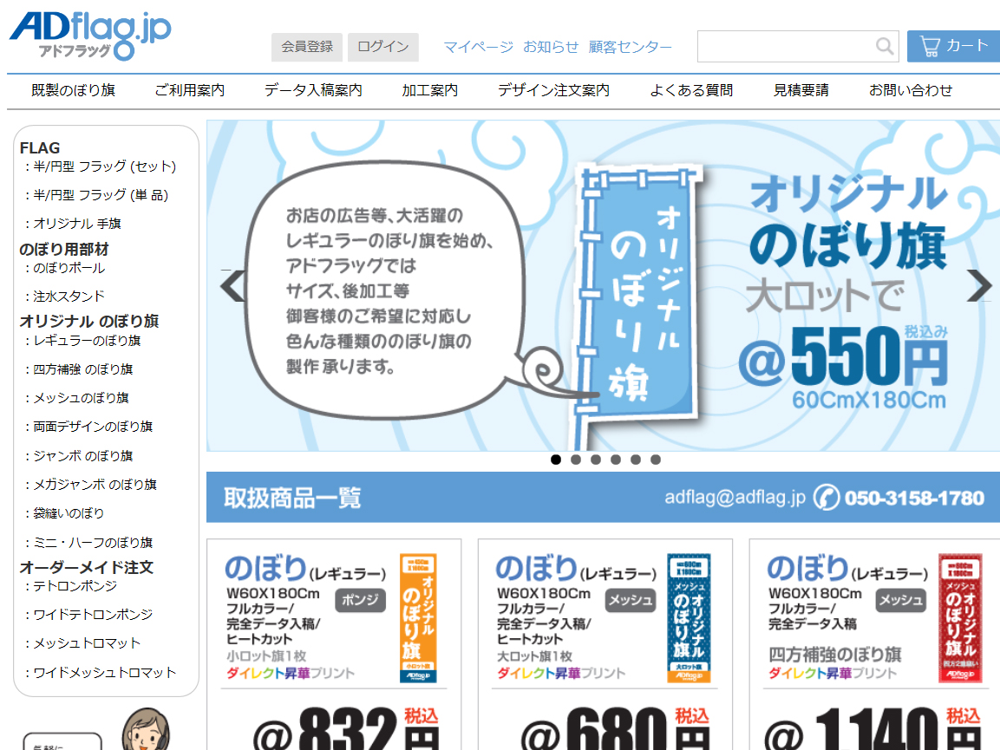 ADflag.jp
アドフラッグ
会員登録 ログイン マイページ お知らせ 顧客センター カート
既製のぼり旗 ご利用案内 データ入稿案内 加工案内 デザイン注文案内 よくある質問 見積要請 お問い合わせ
FLAG
：半/円型 フラッグ (セット)
：半/円型 フラッグ (単 品)
：オリジナル 手旗
のぼり用部材
：のぼりポール
：注水スタンド
オリジナル のぼり旗
：レギュラーのぼり旗
：四方補強 のぼり旗
：メッシュのぼり旗
：両面デザインのぼり旗
：ジャンボ のぼり旗
：メガジャンボ のぼり旗
：袋縫いのぼり
：ミニ・ハーフのぼり旗
オーダーメイド注文
：テトロンポンジ
：ワイドテトロンポンジ
：メッシュトロマット
：ワイドメッシュトロマット
お店の広告等、大活躍の
レギュラーのぼり旗を始め、
アドフラッグでは
サイズ、後加工等
御客様のご希望に対応し
色んな種類ののぼり旗の
製作承ります。
オリジナル
のぼり旗
オリジナル
のぼり旗
大ロットで
@550円 税込み
60CmX180Cm
取扱商品一覧
adflag@adflag.jp 050-3158-1780
のぼり(レギュラー)
W60X180Cm
フルカラー/
完全データ入稿/
ヒートカット
小ロット旗1枚
ダイレクト昇華プリント
ポンジ
オリジナル
のぼり旗
小ロット旗
ADflag.jp
@832円 税込
のぼり(レギュラー)
W60X180Cm
フルカラー/
完全データ入稿/
ヒートカット
大ロット旗1枚
ダイレクト昇華プリント
メッシュ
メッシュ
オリジナル
のぼり旗
大ロット旗
ADflag.jp
@680円 税込
のぼり(レギュラー)
W60X180Cm
フルカラー/
完全データ入稿
四方補強のぼり旗
ダイレクト昇華プリント
メッシュ
メッシュ
オリジナル
のぼり旗
ADflag.jp
@1140円 税込